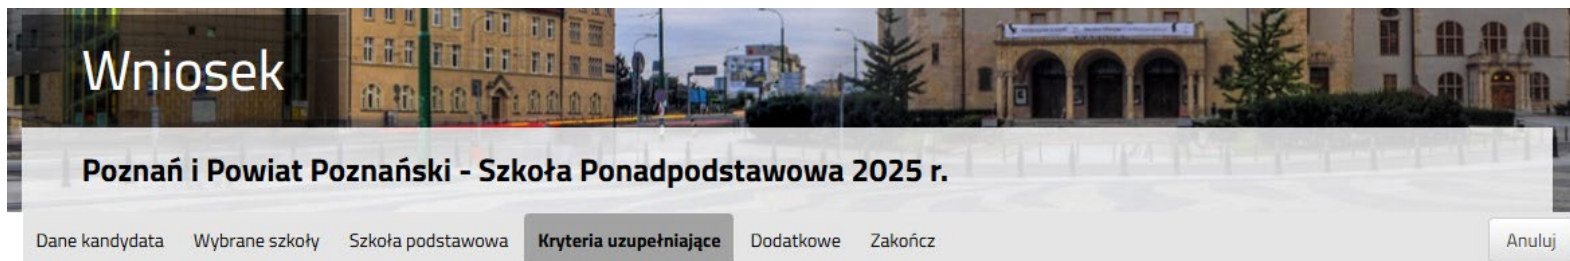 Wniosek
Poznań i Powiat Poznański - Szkoła Ponadpodstawowa 2025 r.
Dane kandydata Wybrane szkoły Szkoła podstawowa Kryteria uzupełniające Dodatkowe Zakończ Anuluj